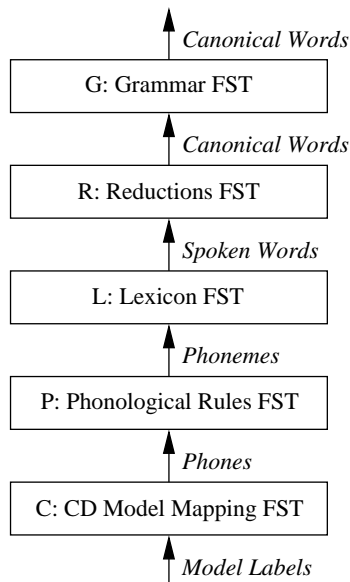 Canonical Words
G: Grammar FST
Canonical Words
R: Reductions FST
Spoken Words
L: Lexicon FST
Phonemes
P: Phonological Rules FST
Phones
C: CD Model Mapping FST
Model Labels